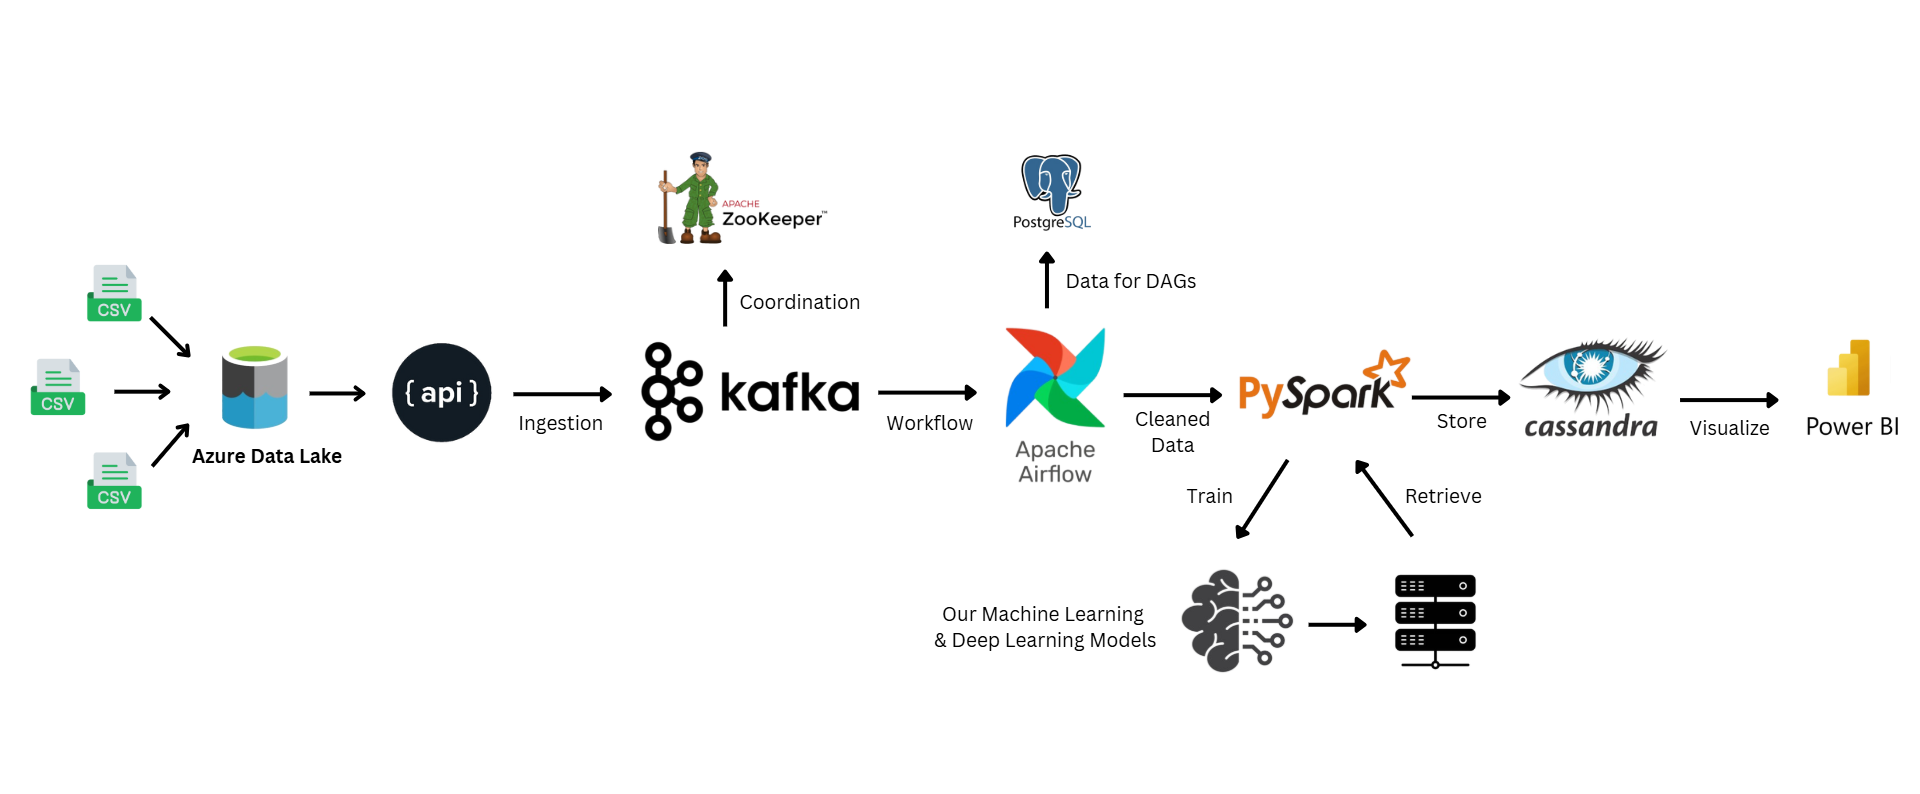 APACHE
ZooKeeper™
PostgreSQL
Coordination
Data for DAGs
CSV
CSV
CSV
Azure Data Lake
{ api }
Ingestion
kafka
Workflow
Apache
Airflow
Cleaned
Data
PySpark
Store
cassandra
Visualize
Power BI
Train
Retrieve
Our Machine Learning
& Deep Learning Models